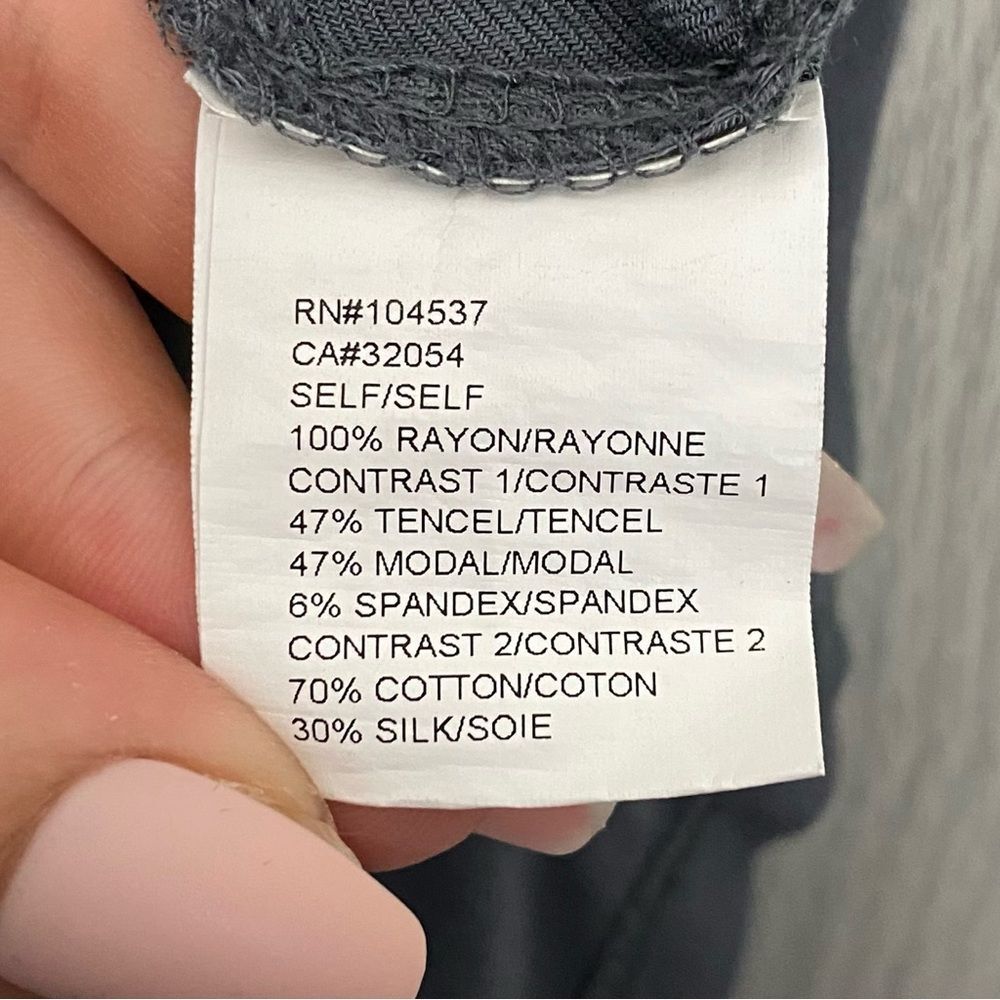 RN#104537
CA#32054
SELF/SELF
100% RAYON/RAYONNE
CONTRAST 1/CONTRASTE 1
47% TENCEL/TENCEL
47% MODAL/MODAL
6% SPANDEX/SPANDEX
CONTRAST 2/CONTRASTE 2
70% COTTON/COTON
30% SILK/SOIE